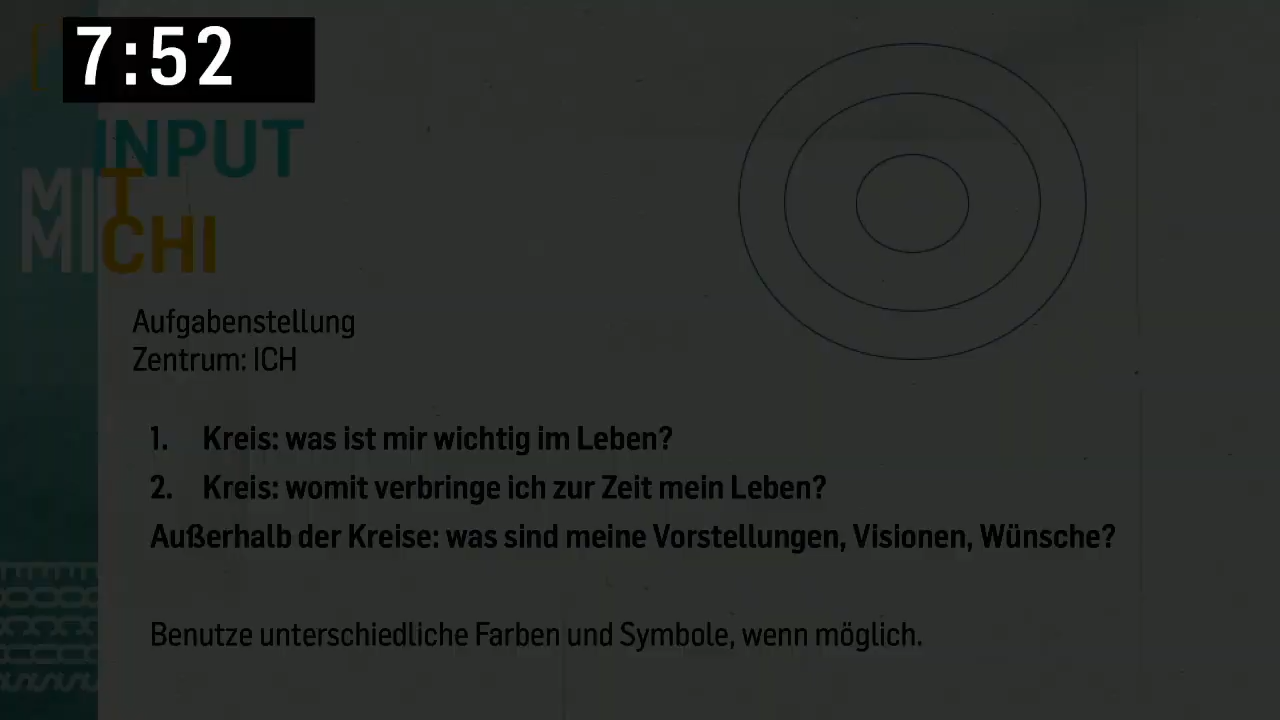 7:52
INPUT
MIT
MICHI
Aufgabenstellung
Zentrum: ICH
1. Kreis: was ist mir wichtig im Leben?
2. Kreis: womit verbringe ich zur Zeit mein Leben?
Außerhalb der Kreise: was sind meine Vorstellungen, Visionen, Wünsche?
Benutze unterschiedliche Farben und Symbole, wenn möglich.